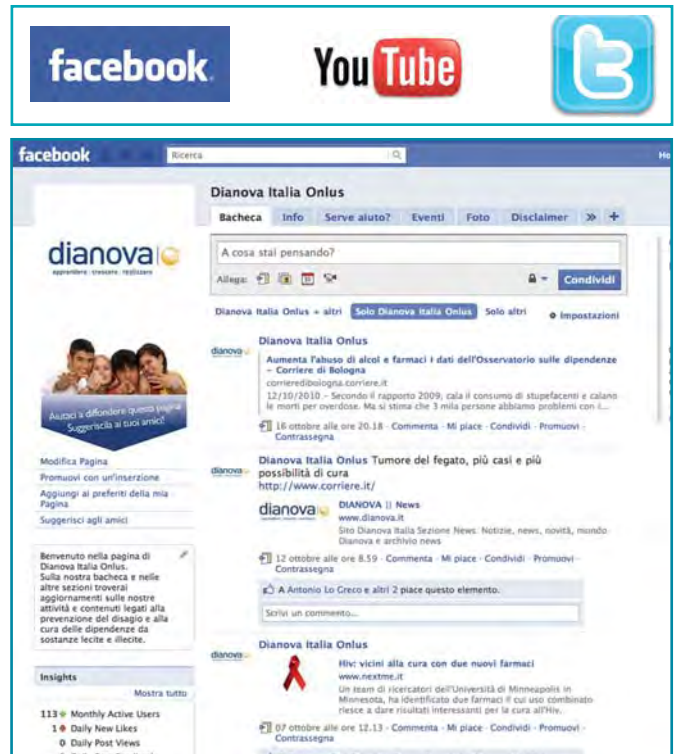 facebook.
You Tube
t
facebook
Ricerca
Ho
Dianova Italia Onlus
Bacheca Info Serve aiuto? Eventi Foto Disclaimer » +
dianova
apprendere : crescere : realizzare
A cosa stai pensando?
Allega:
Condividi
Dianova Italia Onlus + altri Solo Dianova Italia Onlus Solo altri Impostazioni
Aiutaci a diffondere questa pagina
Suggeriscila ai tuoi amici!
Modifica Pagina
Promuovi con un'inserzione
Aggiungi ai preferiti della mia
Pagina
Suggerisci agli amici
Benvenuto nella pagina di
Dianova Italia Onlus.
Sulla nostra bacheca e nelle
altre sezioni troverai
aggiornamenti sulle nostre
attività e contenuti legati alla
prevenzione del disagio e alla
cura delle dipendenze da
sostanze lecite e illecite.
Insights
Mostra tutto
113 Monthly Active Users
1 Daily New Likes
0 Daily Post Views
dianova
Dianova Italia Onlus
Aumenta l'abuso di alcol e farmaci i dati dell'Osservatorio sulle dipendenze
- Corriere di Bologna
corrieredibologna.corriere.it
12/10/2010 - Secondo il rapporto 2009, cala il consumo di stupefacenti e calano
le morti per overdose. Ma si stima che 3 mila persone abbiamo problemi con i...
16 ottobre alle ore 20.18 · Commenta · Mi piace · Condividi · Promuovi ·
Contrassegna
dianova
Dianova Italia Onlus Tumore del fegato, più casi e più
possibilità di cura
http://www.corriere.it/
dianova
DIANOVA || News
www.dianova.it
Sito Dianova Italia Sezione News. Notizie, news, novità, mondo
Dianova e archivio news
12 ottobre alle ore 8.59 · Commenta · Mi piace · Condividi · Promuovi ·
Contrassegna
A Antonio Lo Greco e altri 2 piace questo elemento.
Scrivi un commento...
dianova
Dianova Italia Onlus
Hiv: vicini alla cura con due nuovi farmaci
www.nextme.it
Un team di ricercatori dell'Università di Minneapolis in
Minnesota, ha identificato due farmaci il cui uso combinato
riesce a dare risultati interessanti per la cura all'Hiv.
07 ottobre alle ore 12.13 · Commenta · Mi piace · Condividi · Promuovi ·
Contrassegna